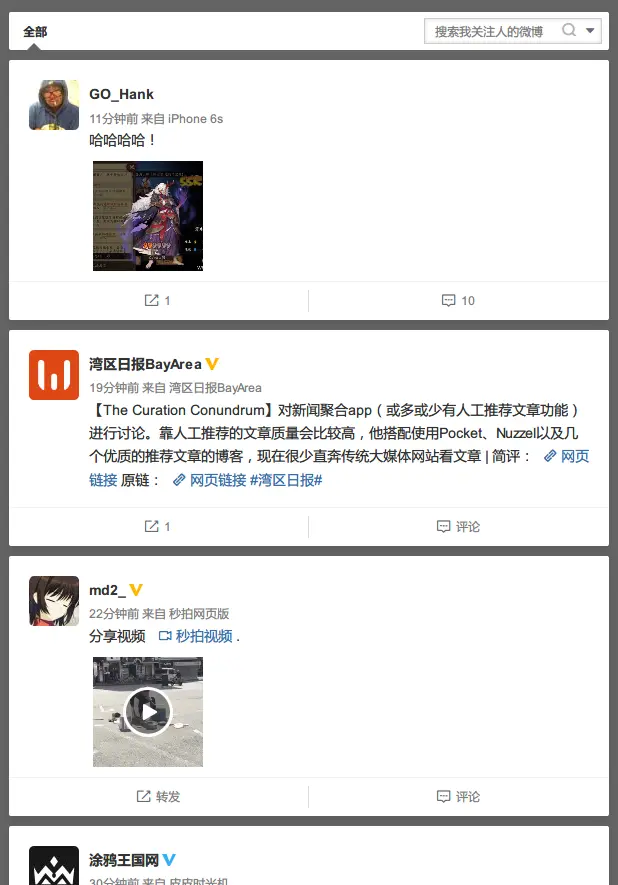 全部
搜索我关注人的微博
GO_Hank
11分钟前 来自 iPhone 6s
哈哈哈哈！
SSR
1
10
湾区日报BayArea
19分钟前 来自 湾区日报BayArea
【The Curation Conundrum】对新闻聚合app（或多或少有人工推荐文章功能）
进行讨论。靠人工推荐的文章质量会比较高，他搭配使用Pocket、Nuzzel以及几
个优质的推荐文章的博客，现在很少直奔传统大媒体网站看文章 | 简评： 网页
链接 原链： 网页链接 #湾区日报#
1
评论
md2_
22分钟前 来自 秒拍网页版
分享视频 秒拍视频 .
转发
评论
涂鸦王国网
30分钟前 来自 皮皮时光机